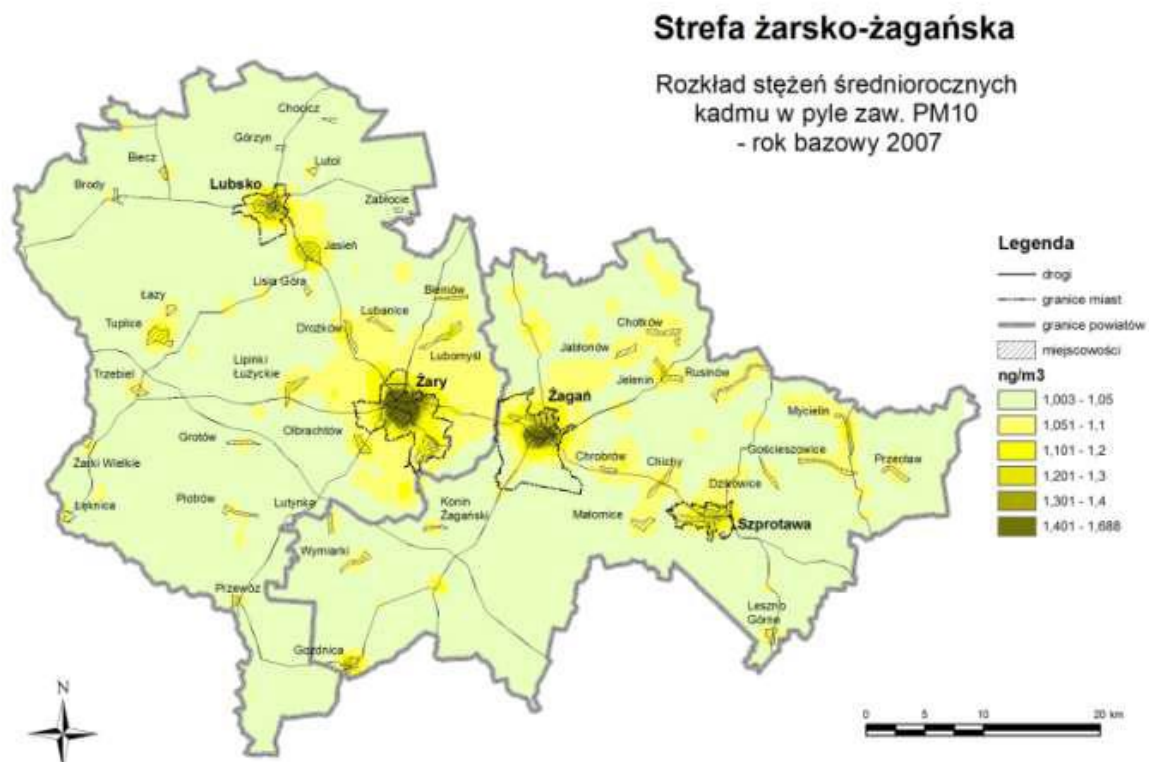 Strefa żarsko-żagańska
Rozkład stężeń średniorocznych
kadmu w pyle zaw. PM10
- rok bazowy 2007
Chocicz
Górzyn
Biecz
Lutol
Brody
Lubsko
Zabłocie
Jasień
Lisia Góra
Bieniów
Łazy
Lubanice
Tuplice
Drożków
Chotków
Lubomyśl
Jabłonów
Lipinki
Łużyckie
Trzebiel
Jelenin
Rusinów
Żary
Żagań
Mycielin
Olbrachtów
Grotów
Gościeszowice
Chrobrów
Chichy
Przecław
Żarki Wielkie
Dzikowice
Łęknica
Piotrów
Lutynka
Konin
Żagański
Małomice
Szprotawa
Wymiarki
Przewóz
Leszno
Górne
Gozdnica
Legenda
drogi
granice miast
granice powiatów
miejscowości
ng/m3
1,003 - 1,05
1,051 - 1,1
1,101 - 1,2
1,201 - 1,3
1,301 - 1,4
1,401 - 1,688
N
0 5 10 20 km